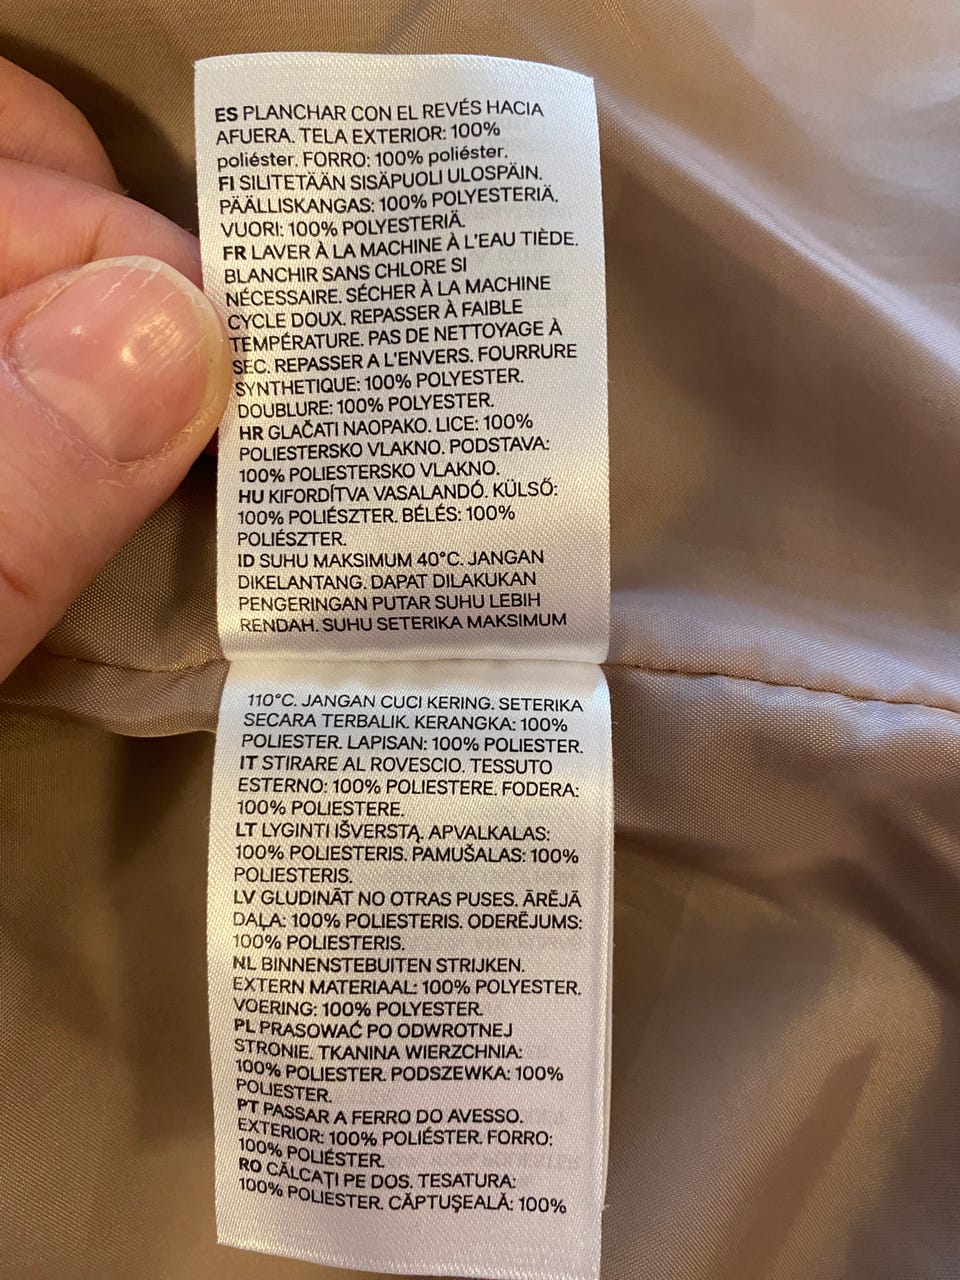 ES PLANCHAR CON EL REVÉS HACIA
AFUERA. TELA EXTERIOR: 100%
poliéster. FORRO: 100% poliéster.
FI SILITETÄÄN SISÄPUOLI ULOSPÄIN.
PÄÄLLISKANGAS: 100% POLYESTERIÄ.
VUORI: 100% POLYESTERIÄ.
FR LAVER À LA MACHINE À L'EAU TIÈDE.
BLANCHIR SANS CHLORE SI
NÉCESSAIRE. SÉCHER À LA MACHINE
CYCLE DOUX. REPASSER À FAIBLE
TEMPÉRATURE. PAS DE NETTOYAGE À
SEC. REPASSER A L'ENVERS. FOURRURE
SYNTHETIQUE: 100% POLYESTER.
DOUBLURE: 100% POLYESTER.
HR GLAČATI NAOPAKO. LICE: 100%
POLIESTERSKO VLAKNO. PODSTAVA:
100% POLIESTERSKO VLAKNO.
HU KIFORDÍTVA VASALANDÓ. KÜLSŐ:
100% POLIÉSZTER. BÉLÉS: 100%
POLIÉSZTER.
ID SUHU MAKSIMUM 40°C. JANGAN
DIKELANTANG. DAPAT DILAKUKAN
PENGERINGAN PUTAR SUHU LEBIH
RENDAH. SUHU SETERIKA MAKSIMUM
110°C. JANGAN CUCI KERING. SETERIKA
SECARA TERBALIK. KERANGKA: 100%
POLIESTER. LAPISAN: 100% POLIESTER.
IT STIRARE AL ROVESCIO. TESSUTO
ESTERNO: 100% POLIESTERE. FODERA:
100% POLIESTERE.
LT LYGINTI IŠVERSTĄ. APVALKALAS:
100% POLIESTERIS. PAMUŠALAS: 100%
POLIESTERIS.
LV GLUDINĀT NO OTRAS PUSES. ĀRĒJĀ
DAĻA: 100% POLIESTERIS. ODERĒJUMS:
100% POLIESTERIS.
NL BINNENSTEBUITEN STRIJKEN.
EXTERN MATERIAAL: 100% POLYESTER.
VOERING: 100% POLYESTER.
PL PRASOWAĆ PO ODWROTNEJ
STRONIE. TKANINA WIERZCHNIA:
100% POLIESTER. PODSZEWKA: 100%
POLIESTER.
PT PASSAR A FERRO DO AVESSO.
EXTERIOR: 100% POLIÉSTER. FORRO:
100% POLIÉSTER.
RO CĂLCAȚI PE DOS. TESATURA:
100% POLIESTER. CĂPTUȘEALĂ: 100%